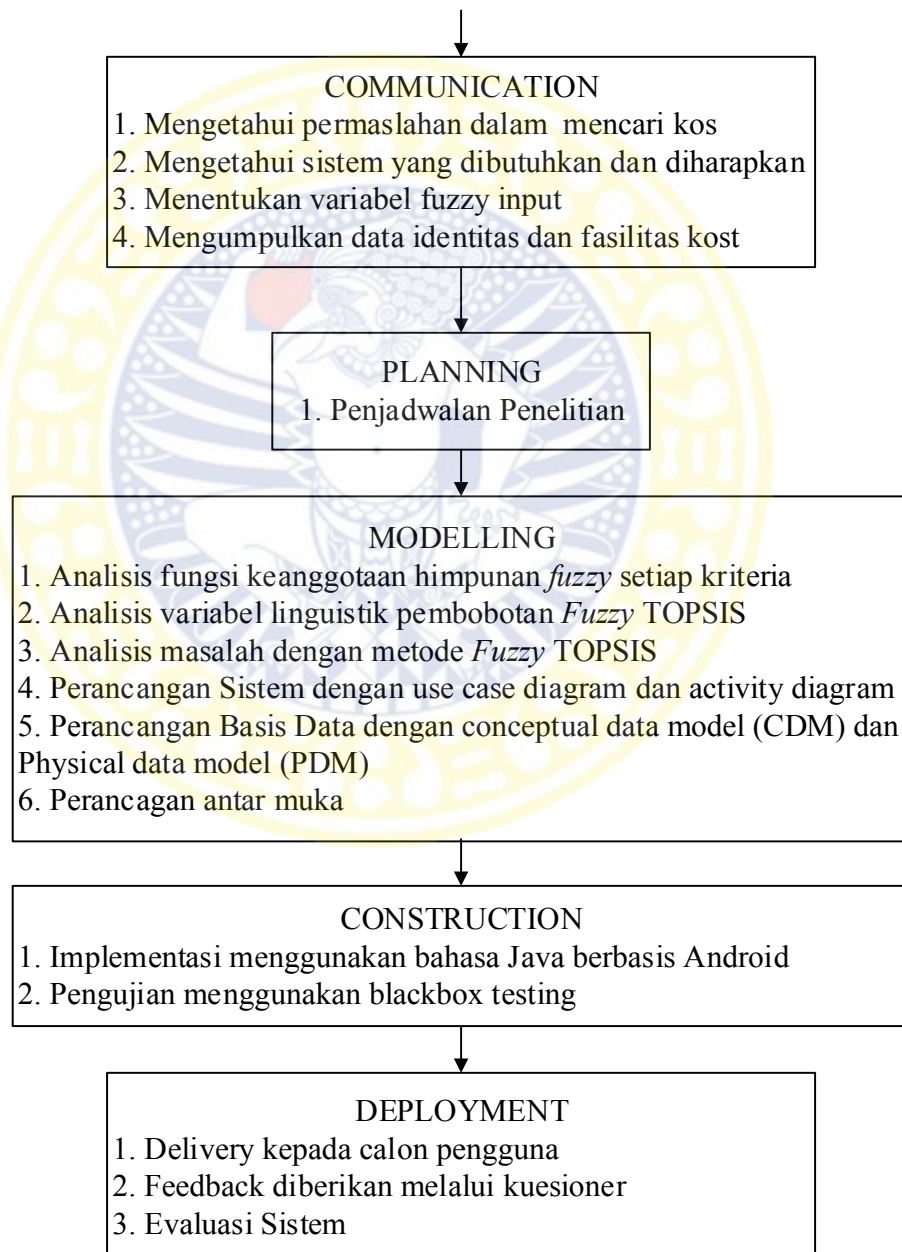 COMMUNICATION
1. Mengetahui permaslahan dalam mencari kos
2. Mengetahui sistem yang dibutuhkan dan diharapkan
3. Menentukan variabel fuzzy input
4. Mengumpulkan data identitas dan fasilitas kost
PLANNING
1. Penjadwalan Penelitian
MODELLING
1. Analisis fungsi keanggotaan himpunan fuzzy setiap kriteria
2. Analisis variabel linguistik pembobotan Fuzzy TOPSIS
3. Analisis masalah dengan metode Fuzzy TOPSIS
4. Perancangan Sistem dengan use case diagram dan activity diagram
5. Perancangan Basis Data dengan conceptual data model (CDM) dan
Physical data model (PDM)
6. Perancagan antar muka
CONSTRUCTION
1. Implementasi menggunakan bahasa Java berbasis Android
2. Pengujian menggunakan blackbox testing
DEPLOYMENT
1. Delivery kepada calon pengguna
2. Feedback diberikan melalui kuesioner
3. Evaluasi Sistem